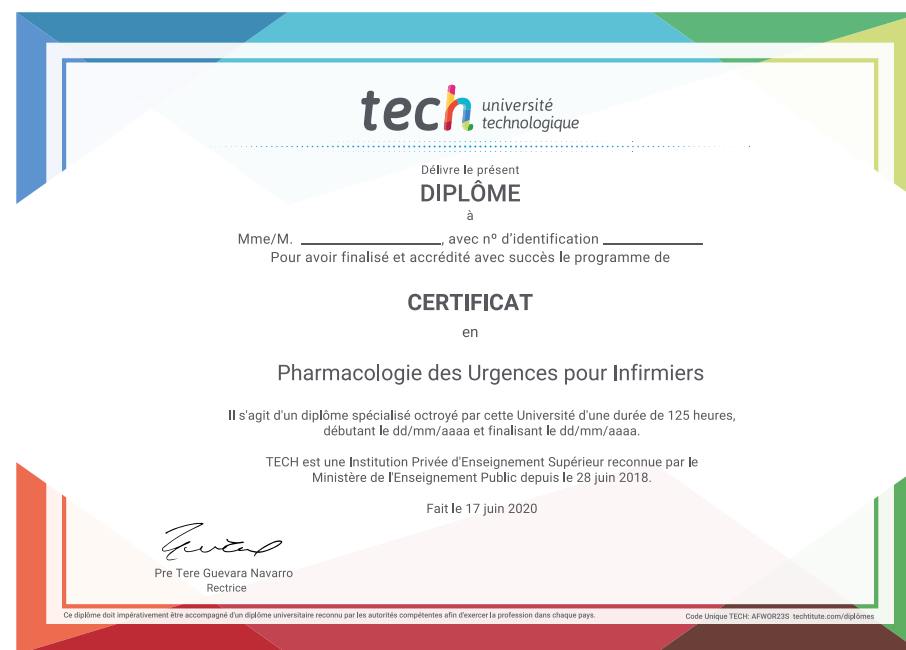 tech université
technologique
Délivre le présent
DIPLÔME
à
Mme/M. ____________________, avec nº d'identification ______________
Pour avoir finalisé et accrédité avec succès le programme de
CERTIFICAT
en
Pharmacologie des Urgences pour Infirmiers
Il s'agit d'un diplôme spécialisé octroyé par cette Université d'une durée de 125 heures,
débutant le dd/mm/aaaa et finalisant le dd/mm/aaaa.
TECH est une Institution Privée d'Enseignement Supérieur reconnue par le
Ministère de l'Enseignement Public depuis le 28 juin 2018.
Fait le 17 juin 2020
Pre Tere Guevara Navarro
Rectrice
Ce diplôme doit impérativement être accompagné d'un diplôme universitaire reconnu par les autorités compétentes afin d'exercer la profession dans chaque pays.
Code Unique TECH: AFWOR23S techtitute.com/diplômes